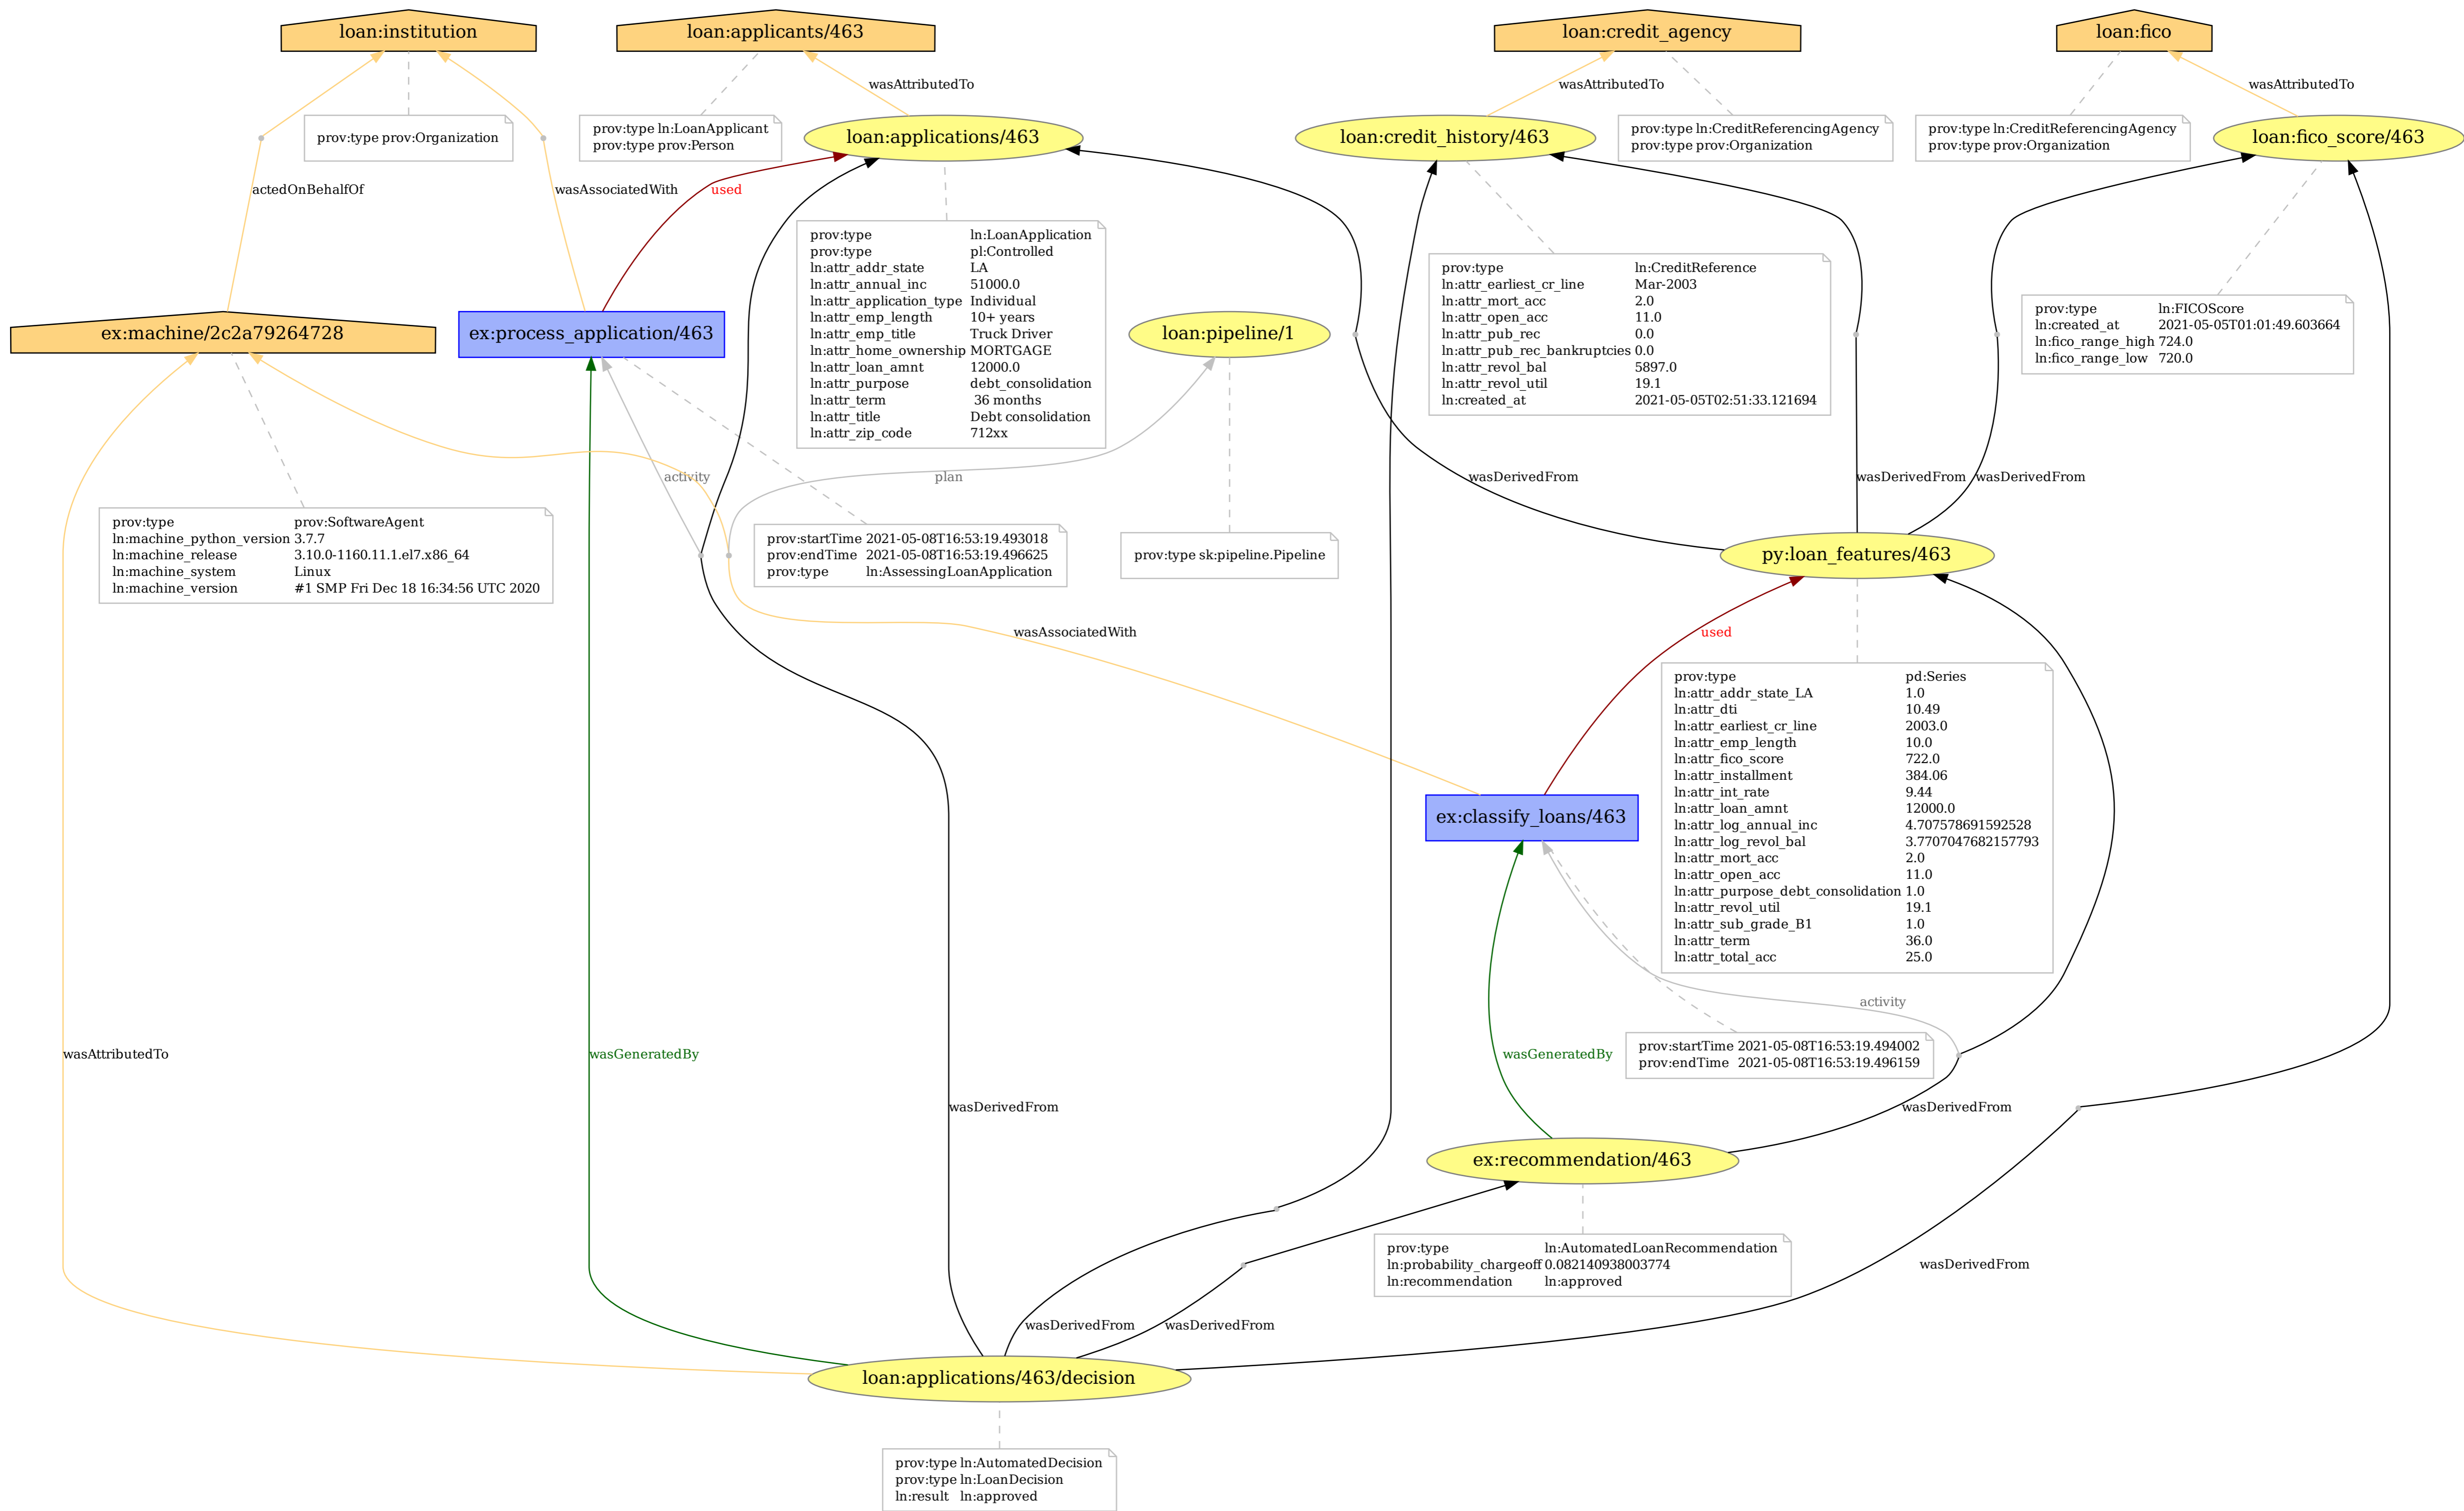 loan:institution
loan:applicants/463
loan:credit_agency
loan:fico
wasAttributedTo
wasAttributedTo
wasAttributedTo
prov:type prov:Organization
prov:type ln:LoanApplicant
prov:type prov:Person
loan:applications/463
loan:credit_history/463
prov:type ln:CreditReferencingAgency
prov:type prov:Organization
prov:type ln:CreditReferencingAgency
prov:type prov:Organization
loan:fico_score/463
actedOnBehalfOf
wasAssociatedWith
used
prov:type ln:LoanApplication
prov:type pl:Controlled
ln:attr_addr_state LA
ln:attr_annual_inc 51000.0
ln:attr_application_type Individual
ln:attr_emp_length 10+ years
ln:attr_emp_title Truck Driver
ln:attr_home_ownership MORTGAGE
ln:attr_loan_amnt 12000.0
ln:attr_purpose debt_consolidation
ln:attr_term 36 months
ln:attr_title Debt consolidation
ln:attr_zip_code 712xx
prov:type ln:CreditReference
ln:attr_earliest_cr_line Mar-2003
ln:attr_mort_acc 2.0
ln:attr_open_acc 11.0
ln:attr_pub_rec 0.0
ln:attr_pub_rec_bankruptcies 0.0
ln:attr_revol_bal 5897.0
ln:attr_revol_util 19.1
ln:created_at 2021-05-05T02:51:33.121694
prov:type ln:FICOScore
ln:created_at 2021-05-05T01:01:49.603664
ln:fico_range_high 724.0
ln:fico_range_low 720.0
ex:machine/2c2a79264728
ex:process_application/463
loan:pipeline/1
activity
plan
wasDerivedFrom
wasDerivedFrom
wasDerivedFrom
prov:type prov:SoftwareAgent
ln:machine_python_version 3.7.7
ln:machine_release 3.10.0-1160.11.1.el7.x86_64
ln:machine_system Linux
ln:machine_version #1 SMP Fri Dec 18 16:34:56 UTC 2020
prov:startTime 2021-05-08T16:53:19.493018
prov:endTime 2021-05-08T16:53:19.496625
prov:type ln:AssessingLoanApplication
prov:type sk:pipeline.Pipeline
py:loan_features/463
wasAssociatedWith
used
prov:type pd:Series
ln:attr_addr_state_LA 1.0
ln:attr_dti 10.49
ln:attr_earliest_cr_line 2003.0
ln:attr_emp_length 10.0
ln:attr_fico_score 722.0
ln:attr_installment 384.06
ln:attr_int_rate 9.44
ln:attr_loan_amnt 12000.0
ln:attr_log_annual_inc 4.707578691592528
ln:attr_log_revol_bal 3.7707047682157793
ln:attr_mort_acc 2.0
ln:attr_open_acc 11.0
ln:attr_purpose_debt_consolidation 1.0
ln:attr_revol_util 19.1
ln:attr_sub_grade_B1 1.0
ln:attr_term 36.0
ln:attr_total_acc 25.0
ex:classify_loans/463
activity
wasAttributedTo
wasGeneratedBy
wasGeneratedBy
prov:startTime 2021-05-08T16:53:19.494002
prov:endTime 2021-05-08T16:53:19.496159
wasDerivedFrom
wasDerivedFrom
ex:recommendation/463
prov:type ln:AutomatedLoanRecommendation
ln:probability_chargeoff 0.082140938003774
ln:recommendation ln:approved
wasDerivedFrom
wasDerivedFrom
wasDerivedFrom
loan:applications/463/decision
prov:type ln:AutomatedDecision
prov:type ln:LoanDecision
ln:result ln:approved